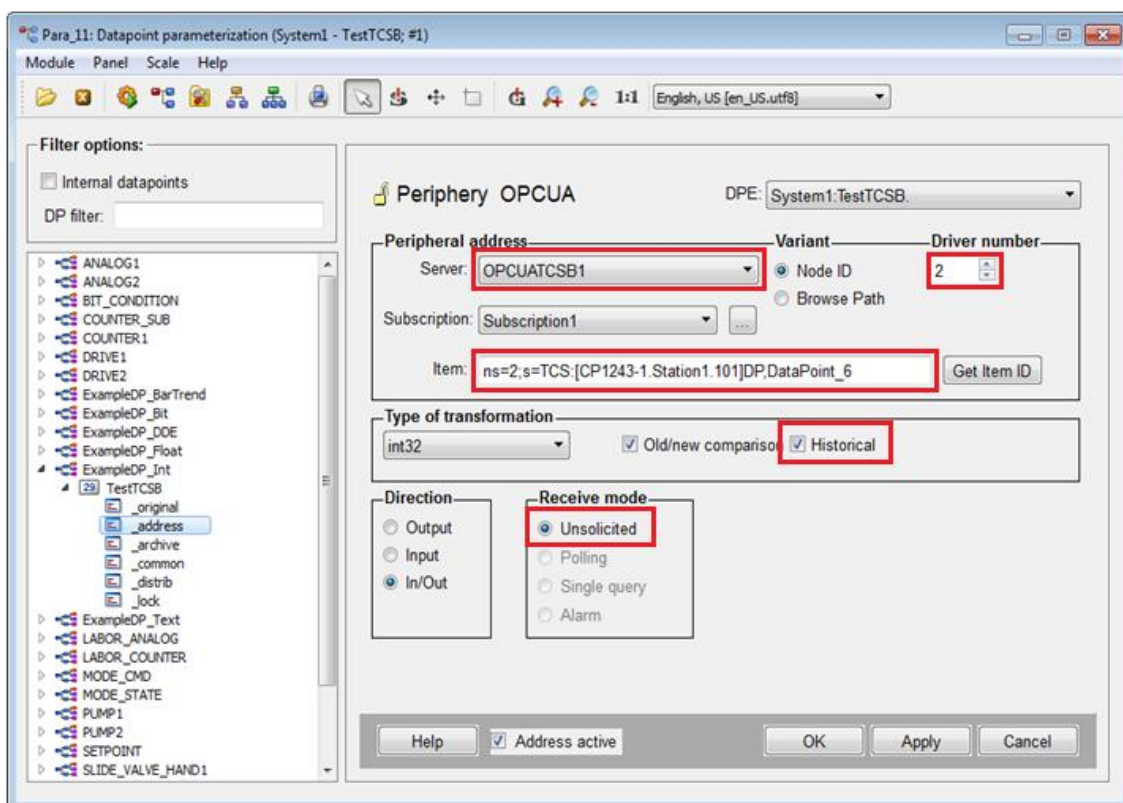 Para_11: Datapoint parameterization (System1 - TestTCSB; #1)
Module Panel Scale Help
1:1 English, US [en_US.utf8]
Filter options:
Internal datapoints
DP filter:
ANALOG1
ANALOG2
BIT_CONDITION
COUNTER_SUB
COUNTER1
DRIVE1
DRIVE2
ExampleDP_BarTrend
ExampleDP_Bit
ExampleDP_DDE
ExampleDP_Float
ExampleDP_Int
29 TestTCSB
_original
_address
_archive
_common
_distrib
_lock
ExampleDP_Text
LABOR_ANALOG
LABOR_COUNTER
MODE_CMD
MODE_STATE
PUMP1
PUMP2
SETPOINT
SLIDE_VALVE_HAND1
Periphery OPCUA DPE: System1:TestTCSB.
Peripheral address Variant Driver number
Server: OPCUATCSB1 Node ID 2
Browse Path
Subscription: Subscription1 ...
Item: ns=2;s=TCS:[CP1243-1.Station1.101]DP,DataPoint_6 Get Item ID
Type of transformation
int32 Old/new comparison Historical
Direction Receive mode
Output Unsolicited
Input Polling
In/Out Single query
Alarm
Help Address active OK Apply Cancel